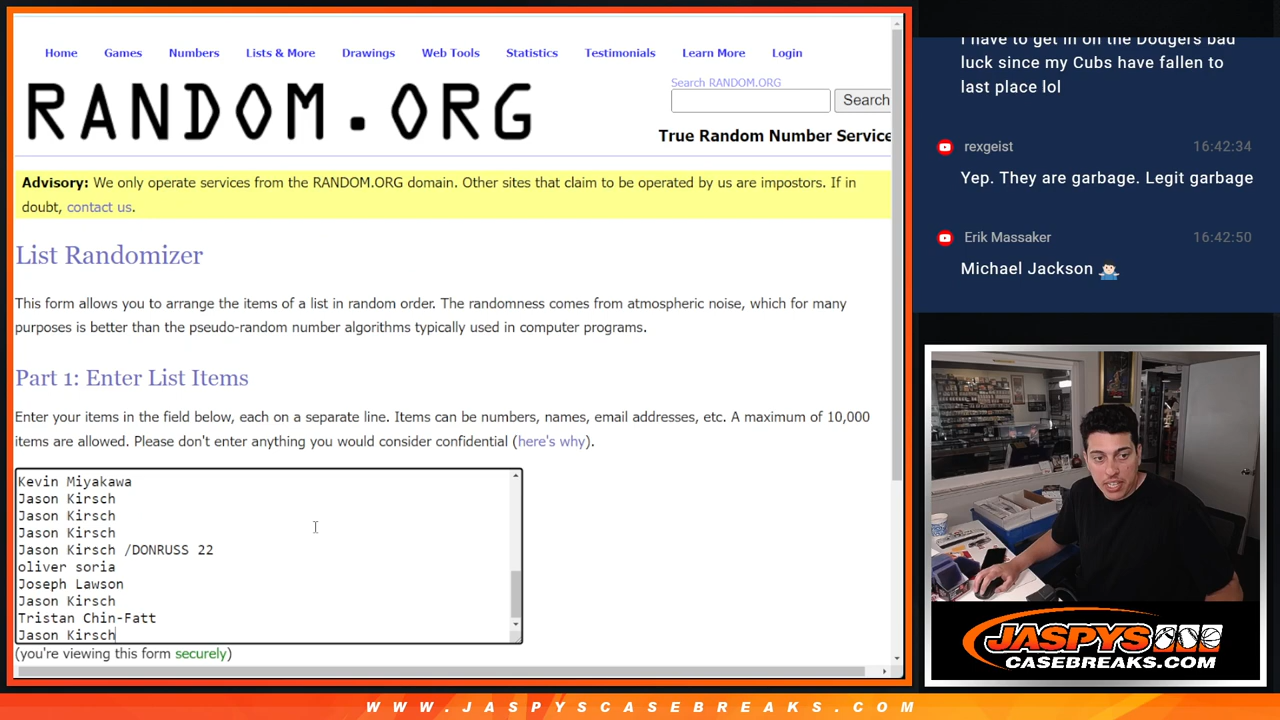 Home Games Numbers Lists & More Drawings Web Tools Statistics Testimonials Learn More Login
RANDOM.ORG
Search RANDOM.ORG
Search
True Random Number Service
Advisory: We only operate services from the RANDOM.ORG domain. Other sites that claim to be operated by us are impostors. If in
doubt, contact us.
List Randomizer
This form allows you to arrange the items of a list in random order. The randomness comes from atmospheric noise, which for many
purposes is better than the pseudo-random number algorithms typically used in computer programs.
Part 1: Enter List Items
Enter your items in the field below, each on a separate line. Items can be numbers, names, email addresses, etc. A maximum of 10,000
items are allowed. Please don't enter anything you would consider confidential (here's why).
Kevin Miyakawa
Jason Kirsch
Jason Kirsch
Jason Kirsch
Jason Kirsch /DONRUSS 22
oliver soria
Joseph Lawson
Jason Kirsch
Tristan Chin-Fatt
Jason Kirsch
(you're viewing this form securely)
I have to get in on the Dodgers bad
luck since my Cubs have fallen to
last place lol
rexgeist 16:42:34
Yep. They are garbage. Legit garbage
Erik Massaker 16:42:50
Michael Jackson 🤷🏻‍♂️
JASPYS
CASEBREAKS.COM
WWW.JASPYSCASEBREAKS.COM